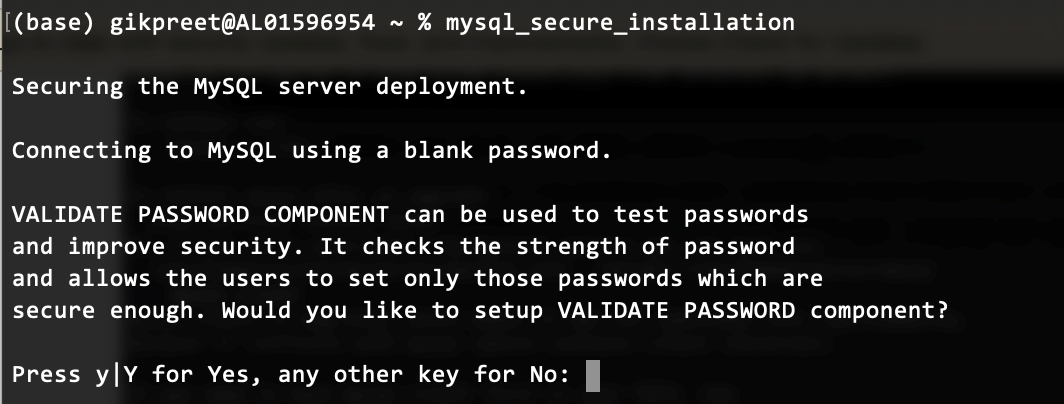 [(base) gikpreet@AL01596954 ~ % mysql_secure_installation
Securing the MySQL server deployment.
Connecting to MySQL using a blank password.
VALIDATE PASSWORD COMPONENT can be used to test passwords
and improve security. It checks the strength of password
and allows the users to set only those passwords which are
secure enough. Would you like to setup VALIDATE PASSWORD component?
Press y|Y for Yes, any other key for No: